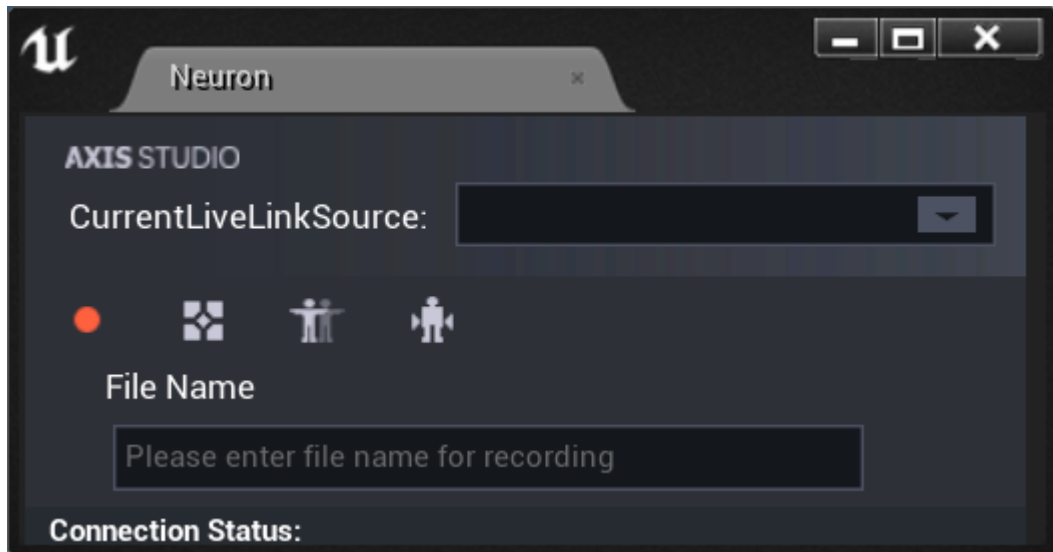 Neuron
AXIS STUDIO
CurrentLiveLinkSource:
File Name
Please enter file name for recording
Connection Status: